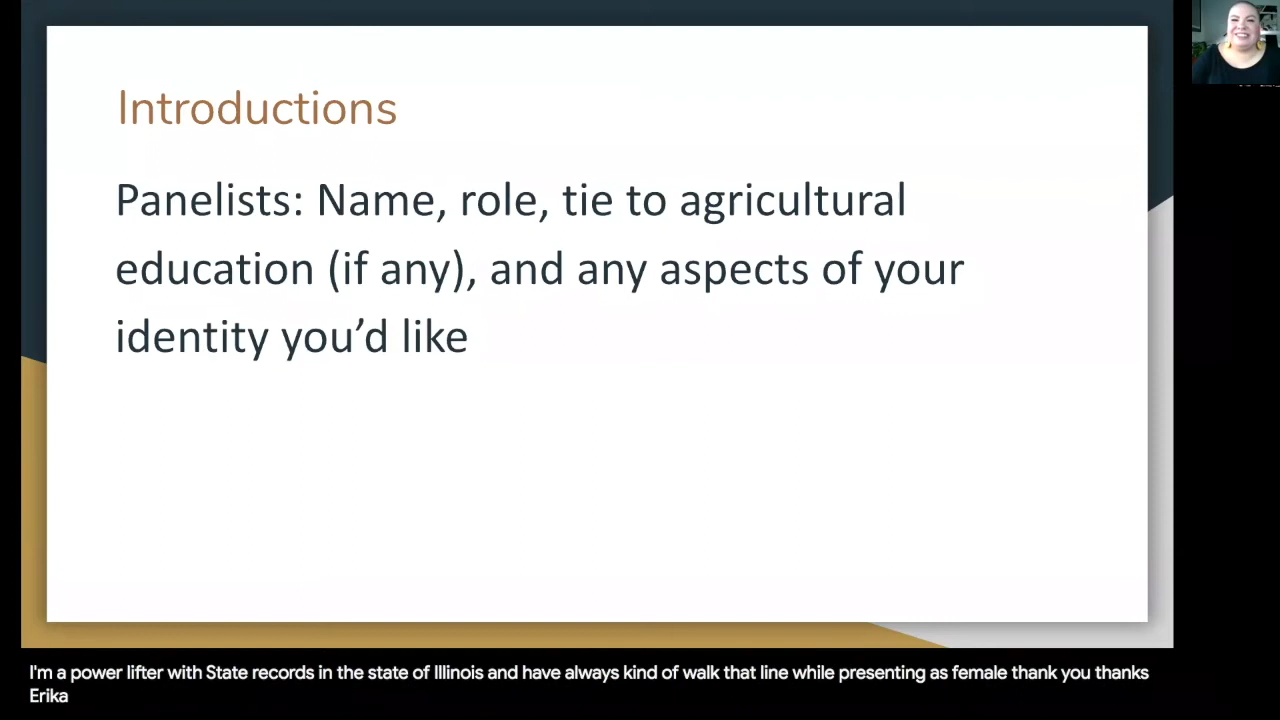 Introductions
Panelists: Name, role, tie to agricultural
education (if any), and any aspects of your
identity you’d like
I'm a power lifter with State records in the state of Illinois and have always kind of walk that line while presenting as female thank you thanks
Erika